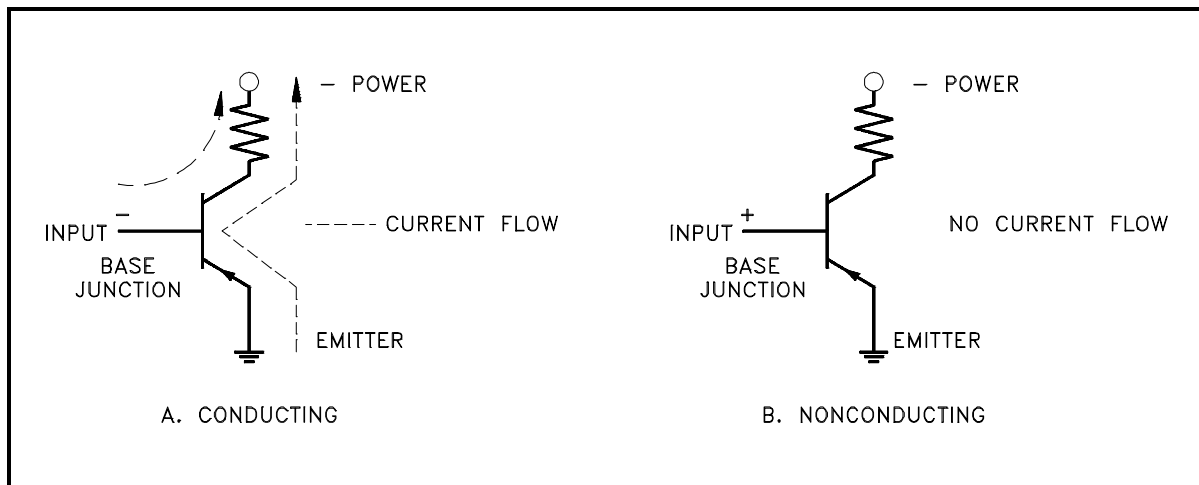 − POWER
−
INPUT
BASE
JUNCTION
CURRENT FLOW
EMITTER
A. CONDUCTING
− POWER
+
INPUT
BASE
JUNCTION
NO CURRENT FLOW
EMITTER
B. NONCONDUCTING